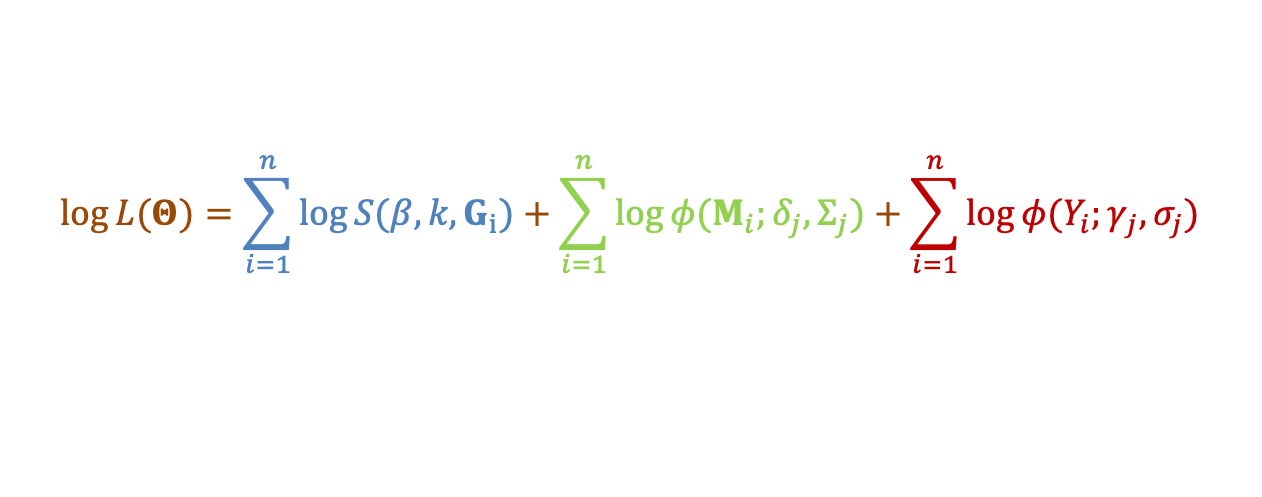 log L(𝚯) = ∑_{i=1}^{n} log S(β, k, 𝐆_i) + ∑_{i=1}^{n} log ϕ(𝐌_i; δ_j, Σ_j) + ∑_{i=1}^{n} log ϕ(Y_i; γ_j, σ_j)